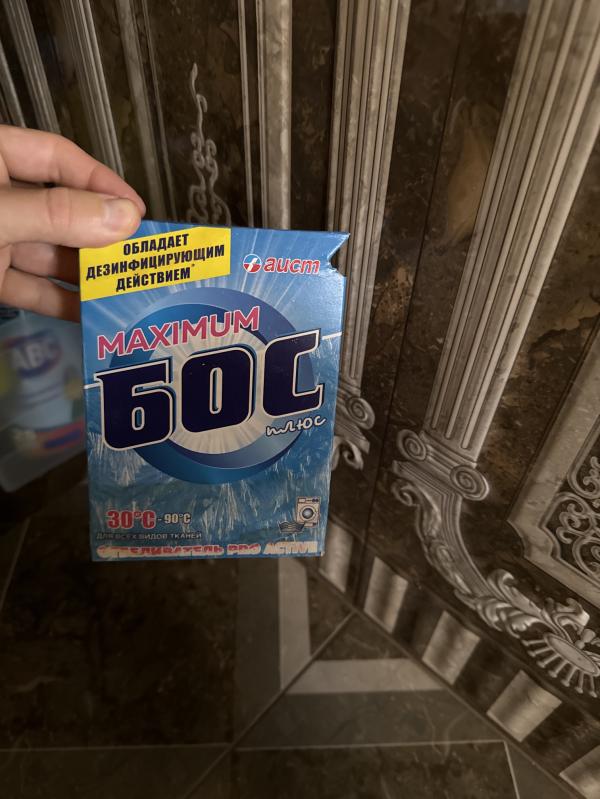 ОБЛАДАЕТ
ДЕЗИНФИЦИРУЮЩИМ
ДЕЙСТВИЕМ*
аист
MAXIMUM
БОС
плюс
30°C - 90°C
ДЛЯ ВСЕХ ВИДОВ ТКАНЕЙ
ОТБЕЛИВАТЕЛЬ PRO ACTIVE
ABC